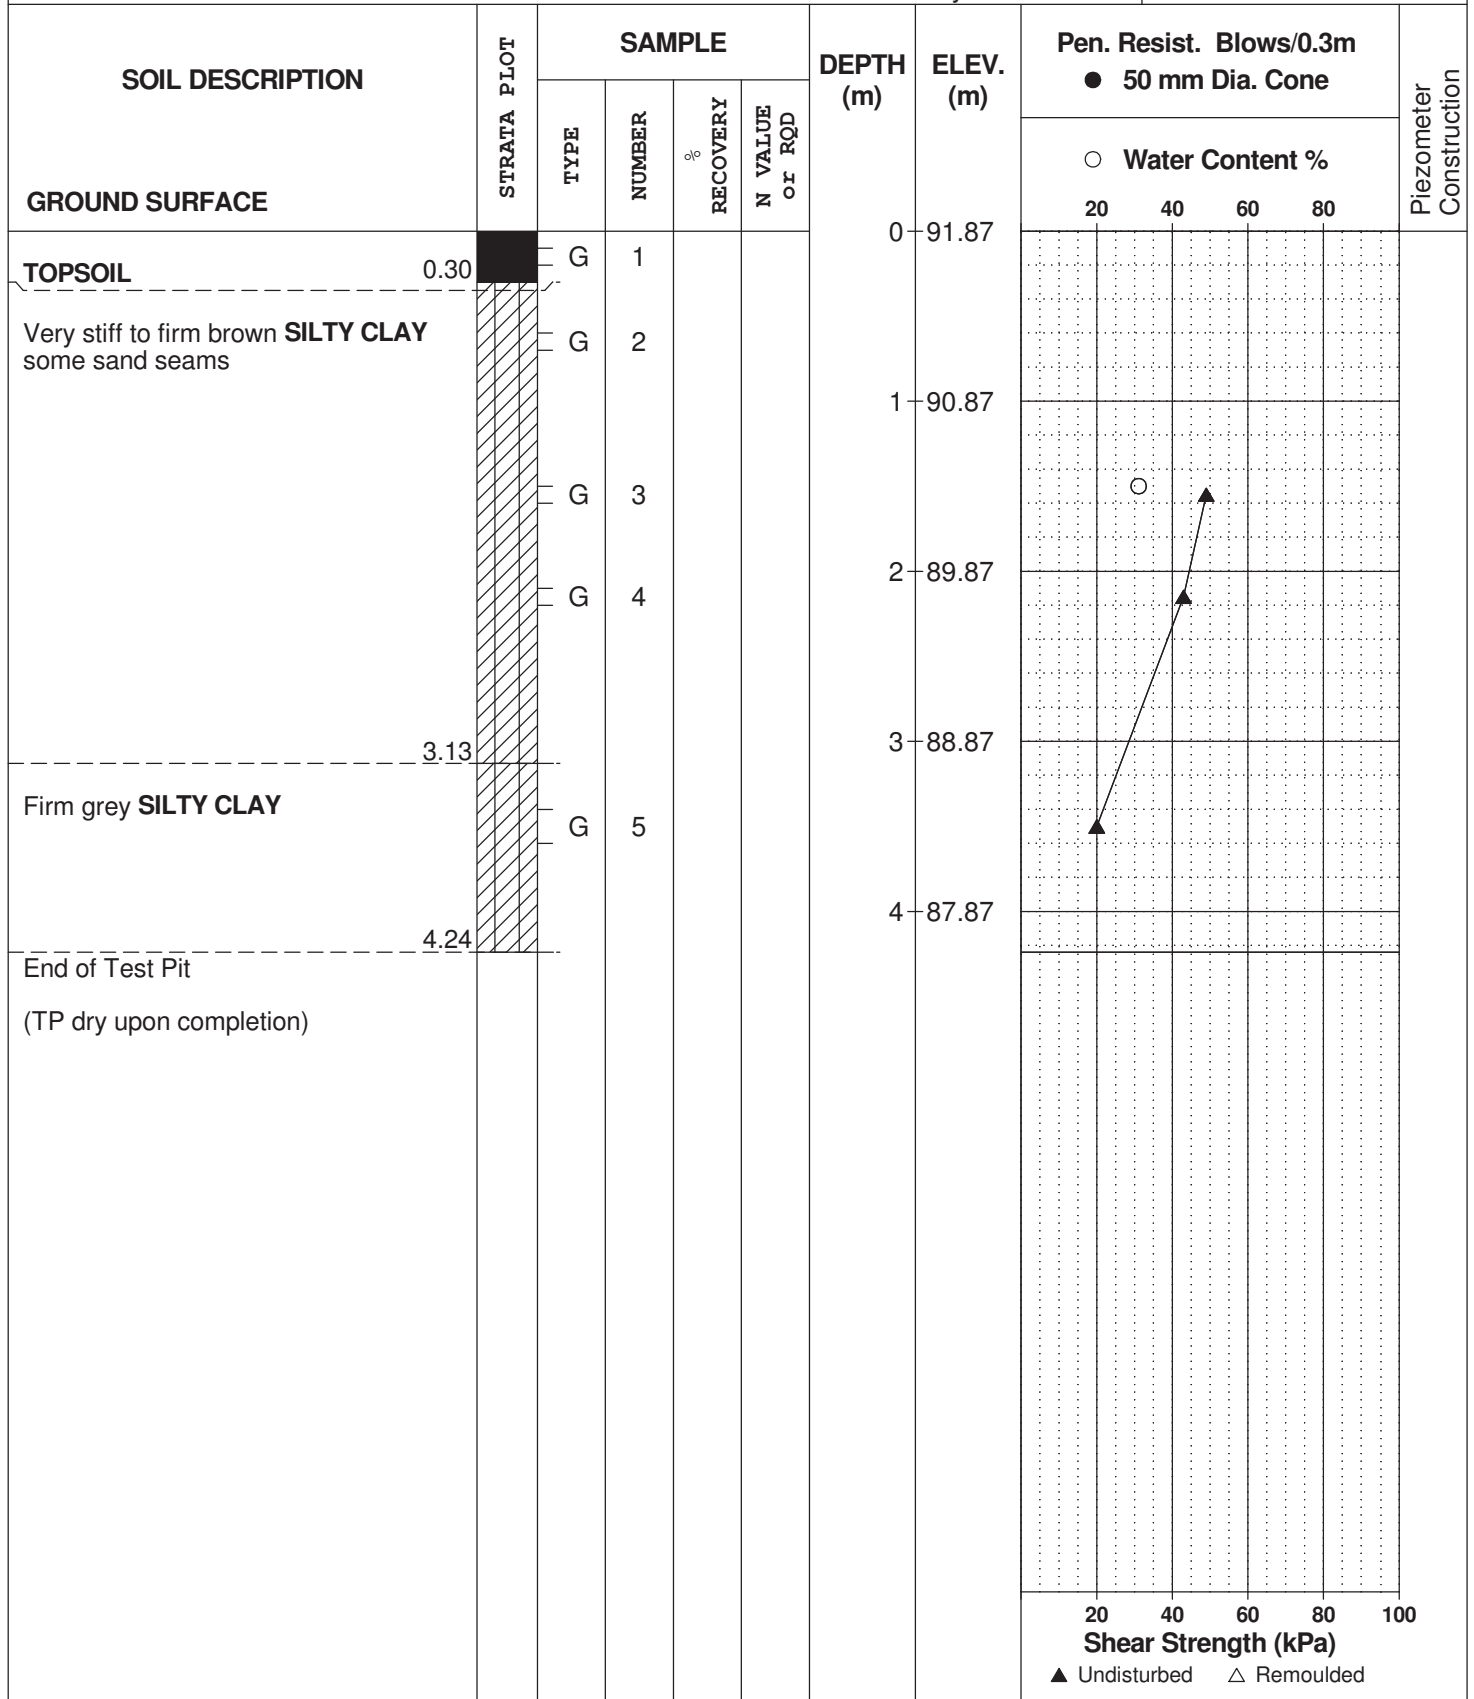 SOIL DESCRIPTION
GROUND SURFACE
STRATA PLOT
SAMPLE
TYPE
NUMBER
%
RECOVERY
N VALUE
or RQD
DEPTH
(m)
ELEV.
(m)
Pen. Resist. Blows/0.3m
● 50 mm Dia. Cone
○ Water Content %
20 40 60 80
Piezometer
Construction
0 91.87
TOPSOIL 0.30
G 1
Very stiff to firm brown SILTY CLAY
some sand seams
G 2
1 90.87
G 3
2 89.87
G 4
3 88.87
3.13
Firm grey SILTY CLAY
G 5
4 87.87
4.24
End of Test Pit
(TP dry upon completion)
20 40 60 80 100
Shear Strength (kPa)
▲ Undisturbed △ Remoulded